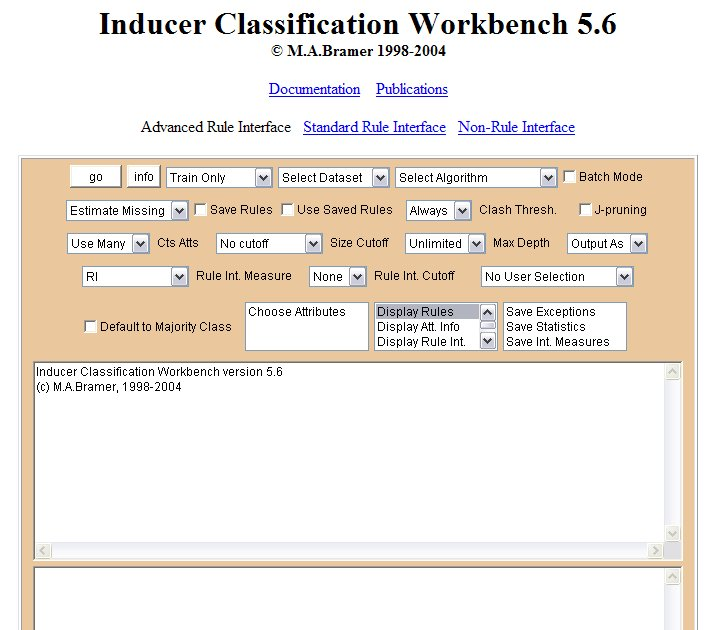 Inducer Classification Workbench 5.6
© M.A.Bramer 1998-2004
Documentation Publications
Advanced Rule Interface Standard Rule Interface Non-Rule Interface
go info Train Only Select Dataset Select Algorithm Batch Mode
Estimate Missing Save Rules Use Saved Rules Always Clash Thresh. J-pruning
Use Many Cts Atts No cutoff Size Cutoff Unlimited Max Depth Output As
RI Rule Int. Measure None Rule Int. Cutoff No User Selection
Default to Majority Class
Choose Attributes
Display Rules
Display Att. Info
Display Rule Int.
Save Exceptions
Save Statistics
Save Int. Measures
Inducer Classification Workbench version 5.6
(c) M.A.Bramer, 1998-2004